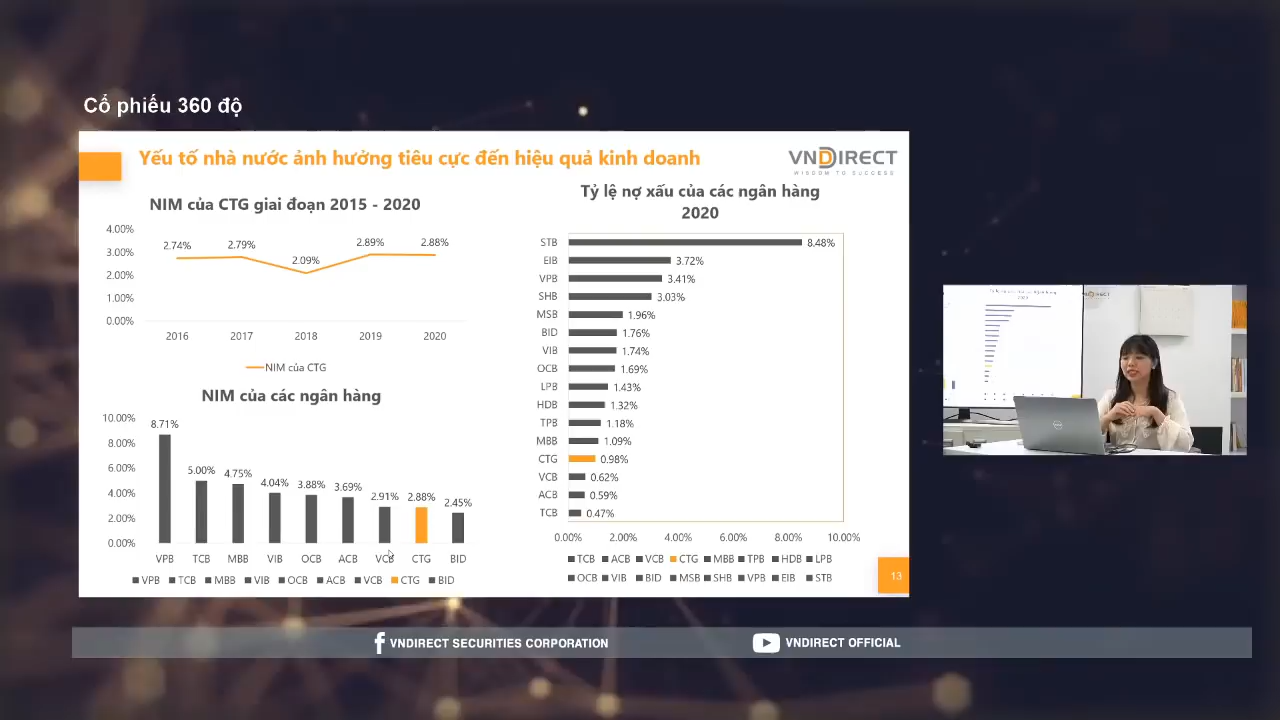 Cổ phiếu 360 độ
Yếu tố nhà nước ảnh hưởng tiêu cực đến hiệu quả kinh doanh
VNDIRECT
WISDOM TO SUCCESS
NIM của CTG giai đoạn 2015 - 2020
4.00%
3.00%
2.00%
1.00%
0.00%
2.74%
2.79%
2.09%
2.89%
2.88%
2016
2017
2018
2019
2020
NIM của CTG
NIM của các ngân hàng
10.00%
8.00%
6.00%
4.00%
2.00%
0.00%
8.71%
5.00%
4.75%
4.04%
3.88%
3.69%
2.91%
2.88%
2.45%
VPB TCB MBB VIB OCB ACB VCB CTG BID
VPB TCB MBB VIB OCB ACB VCB CTG BID
Tỷ lệ nợ xấu của các ngân hàng
2020
STB 8.48%
EIB 3.72%
VPB 3.41%
SHB 3.03%
MSB 1.96%
BID 1.76%
VIB 1.74%
OCB 1.69%
LPB 1.43%
HDB 1.32%
TPB 1.18%
MBB 1.09%
CTG 0.98%
VCB 0.62%
ACB 0.59%
TCB 0.47%
0.00% 2.00% 4.00% 6.00% 8.00% 10.00%
TCB ACB VCB CTG MBB TPB HDB LPB
OCB VIB BID MSB SHB VPB EIB STB
13
VNDIRECT SECURITIES CORPORATION
VNDIRECT OFFICIAL